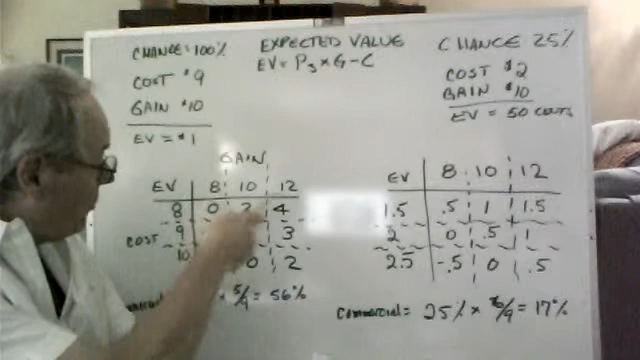 EXPECTED VALUE
EV = PS × G - C
CHANCE = 100%
COST $9
GAIN $10
EV = $1
GAIN
EV 8 10 12
8 0 2 4
COST 9 3
10 0 2
× 5/9 = 56%
CHANCE 25%
COST $2
GAIN $10
EV = 50 CENTS
EV 8 10 12
1.5 .5 1 1.5
2 0 .5 1
2.5 -.5 0 .5
COMMERCIAL = 25% × 6/9 = 17%